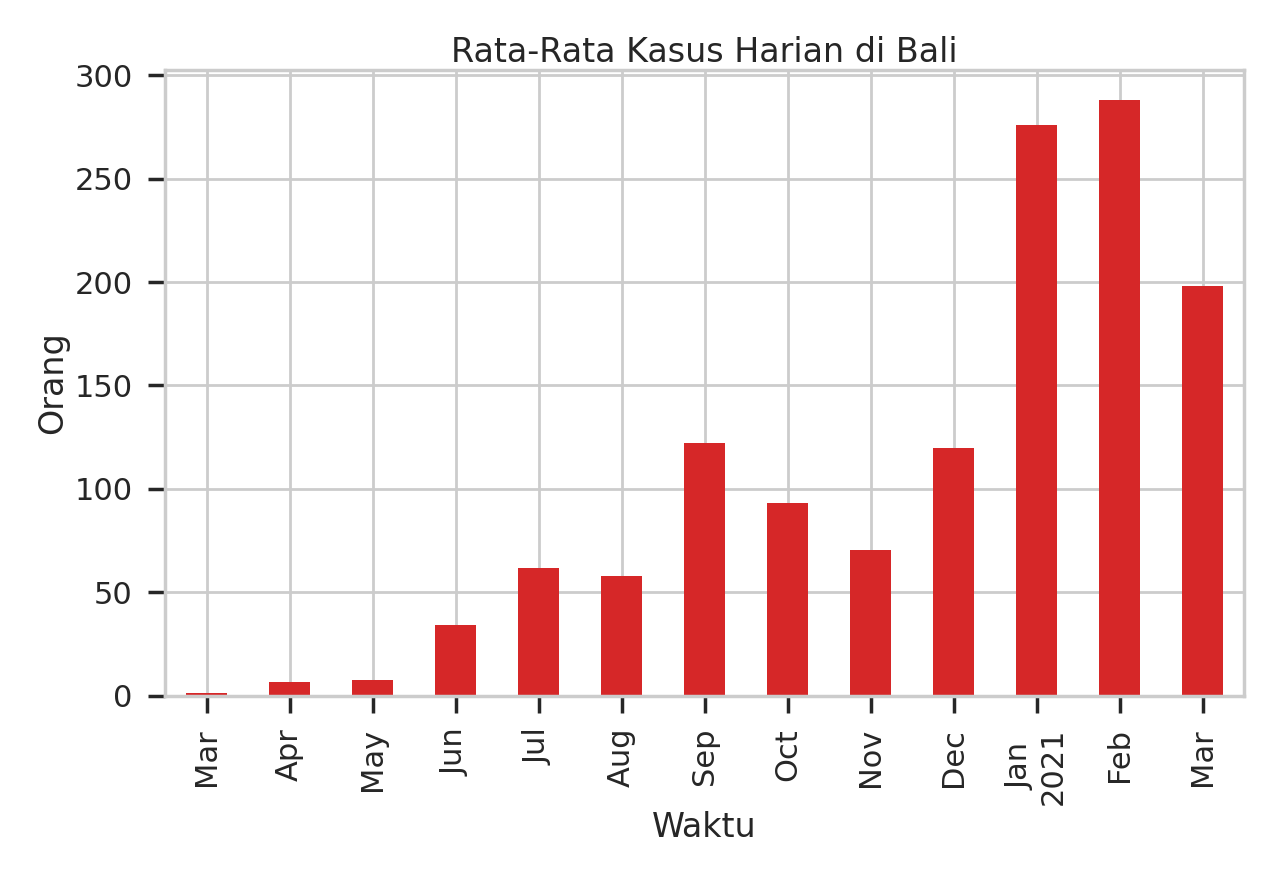 Rata-Rata Kasus Harian di Bali
300
250
200
150
100
50
0
Orang
Mar
Apr
May
Jun
Jul
Aug
Sep
Oct
Nov
Dec
Jan
2021
Feb
Mar
Waktu